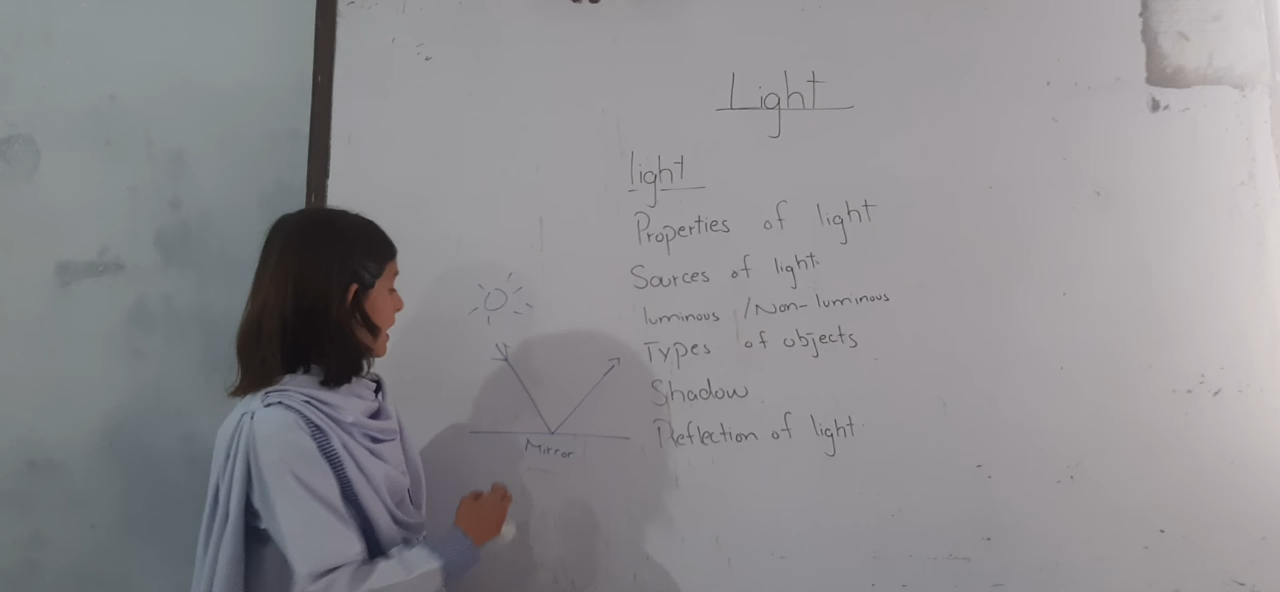 Light
light
Properties of light
Sources of light
luminous / Non-luminous
Types of objects
Shadow
Reflection of light
Mirror